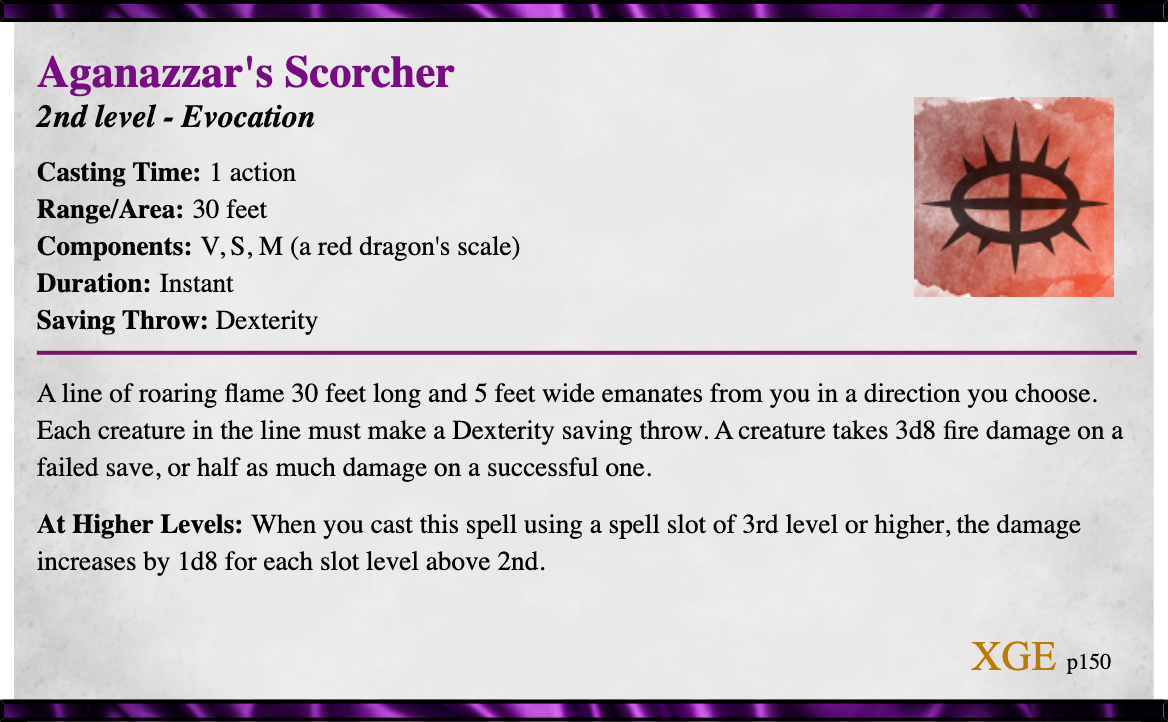 Aganazzar's Scorcher
2nd level - Evocation
Casting Time: 1 action
Range/Area: 30 feet
Components: V, S, M (a red dragon's scale)
Duration: Instant
Saving Throw: Dexterity
A line of roaring flame 30 feet long and 5 feet wide emanates from you in a direction you choose.
Each creature in the line must make a Dexterity saving throw. A creature takes 3d8 fire damage on a
failed save, or half as much damage on a successful one.
At Higher Levels: When you cast this spell using a spell slot of 3rd level or higher, the damage
increases by 1d8 for each slot level above 2nd.
XGE p150